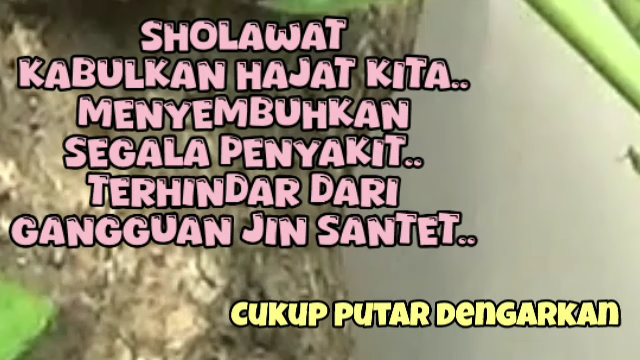 SHOLAWAT
KABULKAN HAJAT KITA..
MENYEMBUHKAN
SEGALA PENYAKIT..
TERHINDAR DARI
GANGGUAN JIN SANTET..
CUKUP PUTAR DENGARKAN